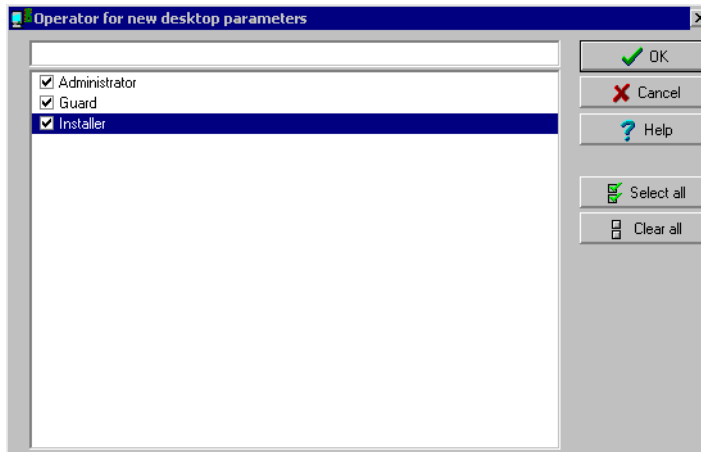 Operator for new desktop parameters
OK
Administrator
Cancel
Guard
Installer
Help
Select all
Clear all